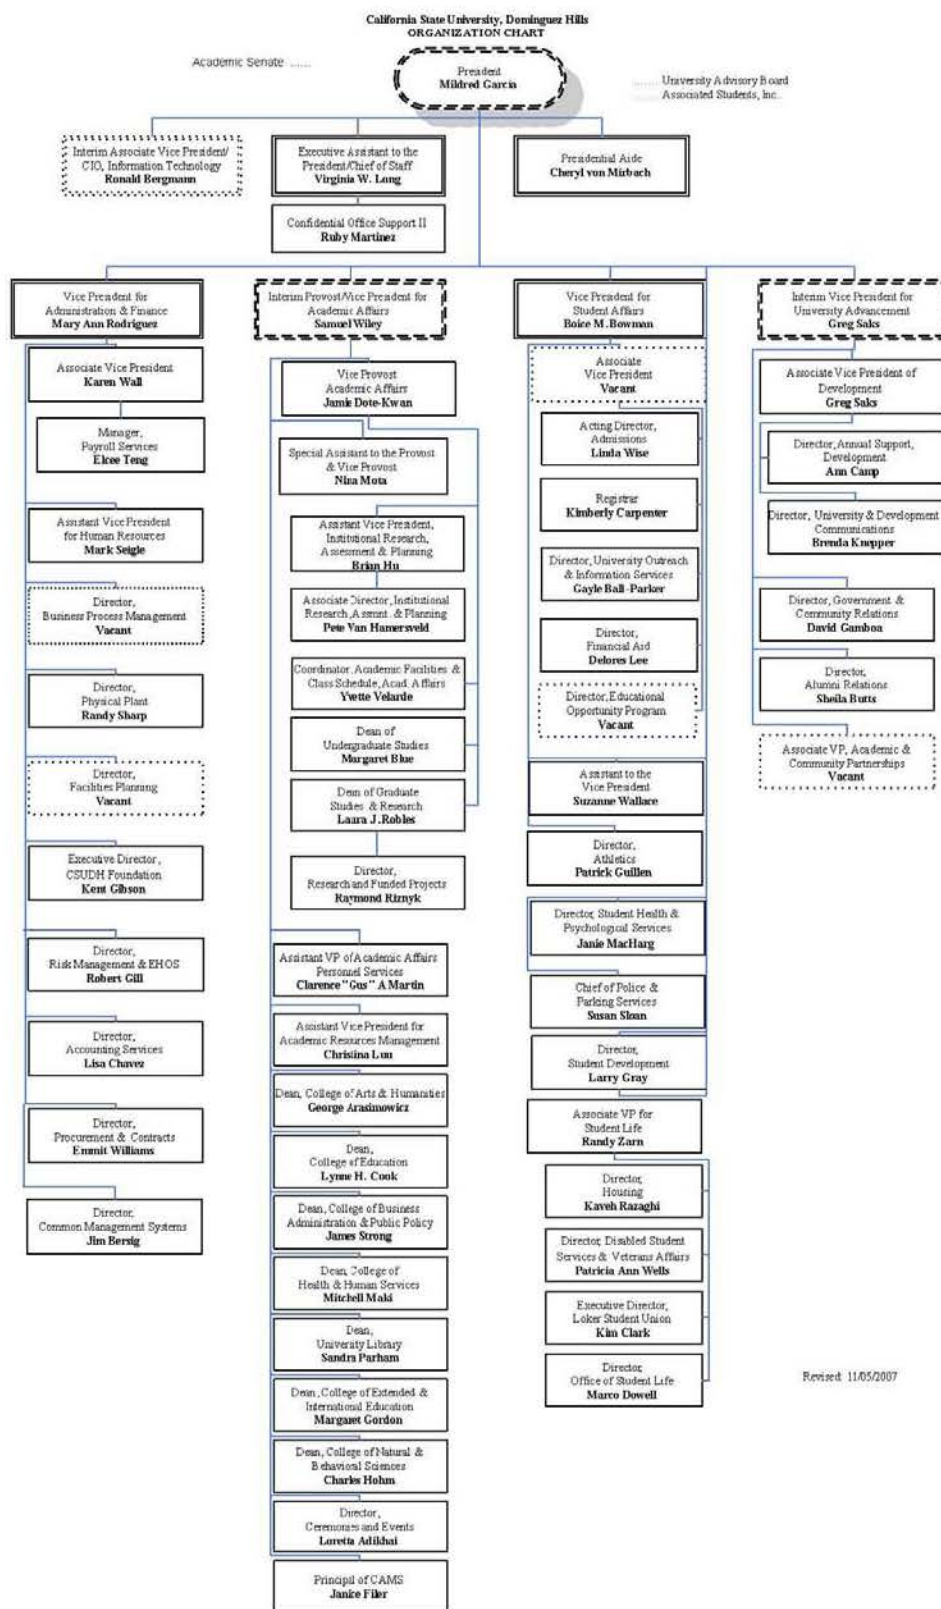 California State University, Dominguez Hills
ORGANIZATION CHART
Academic Senate ......
President
Mildred Garcia
........ University Advisory Board
........ Associated Students, Inc.
Interim Associate Vice President/
CIO, Information Technology
Ronald Bergmann
Executive Assistant to the
President/Chief of Staff
Virginia W. Long
Presidential Aide
Cheryl von Mirbach
Confidential Office Support II
Ruby Martinez
Vice President for
Administration & Finance
Mary Ann Rodriguez
Associate Vice President
Karen Wall
Manager,
Payroll Services
Elcee Teng
Assistant Vice President
for Human Resources
Mark Seigle
Director,
Business Process Management
Vacant
Director,
Physical Plant
Randy Sharp
Director,
Facilities Planning
Vacant
Executive Director,
CSUDH Foundation
Kent Gibson
Director,
Risk Management & EHOS
Robert Gill
Director,
Accounting Services
Lisa Chavez
Director,
Procurement & Contracts
Emmit Williams
Director,
Common Management Systems
Jim Bersig
Interim Provost/Vice President for
Academic Affairs
Samuel Wiley
Vice Provost
Academic Affairs
Jamie Dote-Kwan
Special Assistant to the Provost
& Vice Provost
Nina Mota
Assistant Vice President,
Institutional Research,
Assessment & Planning
Brian Hu
Associate Director, Institutional
Research, Assmnt. & Planning
Pete Van Hamersveld
Coordinator, Academic Facilities &
Class Schedule, Acad. Affairs
Yvette Velarde
Dean of
Undergraduate Studies
Margaret Blue
Dean of Graduate
Studies & Research
Laura J. Robles
Director,
Research and Funded Projects
Raymond Riznyk
Assistant VP of Academic Affairs
Personnel Services
Clarence "Gus" A Martin
Assistant Vice President for
Academic Resources Management
Christina Luu
Dean, College of Arts & Humanities
George Arasimowicz
Dean,
College of Education
Lynne H. Cook
Dean, College of Business
Administration & Public Policy
James Strong
Dean, College of
Health & Human Services
Mitchell Maki
Dean,
University Library
Sandra Parham
Dean, College of Extended &
International Education
Margaret Gordon
Dean, College of Natural &
Behavioral Sciences
Charles Hohm
Director,
Ceremonies and Events
Loretta Adikhai
Principal of CAMS
Janice Filer
Vice President for
Student Affairs
Boice M. Bowman
Associate
Vice President
Vacant
Acting Director,
Admissions
Linda Wise
Registrar
Kimberly Carpenter
Director, University Outreach
& Information Services
Gayle Ball-Parker
Director,
Financial Aid
Delores Lee
Director, Educational
Opportunity Program
Vacant
Assistant to the
Vice President
Suzanne Wallace
Director,
Athletics
Patrick Guillen
Director, Student Health &
Psychological Services
Janie MacHarg
Chief of Police &
Parking Services
Susan Sloan
Director,
Student Development
Larry Gray
Associate VP for
Student Life
Randy Zarn
Director,
Housing
Kaveh Razaghi
Director, Disabled Student
Services & Veterans Affairs
Patricia Ann Wells
Executive Director,
Loker Student Union
Kim Clark
Director,
Office of Student Life
Marco Dowell
Interim Vice President for
University Advancement
Greg Saks
Associate Vice President of
Development
Greg Saks
Director, Annual Support,
Development
Ann Camp
Director, University & Development
Communications
Brenda Knepper
Director, Government &
Community Relations
David Gamboa
Director,
Alumni Relations
Sheila Butts
Associate VP, Academic &
Community Partnerships
Vacant
Revised: 11/05/2007